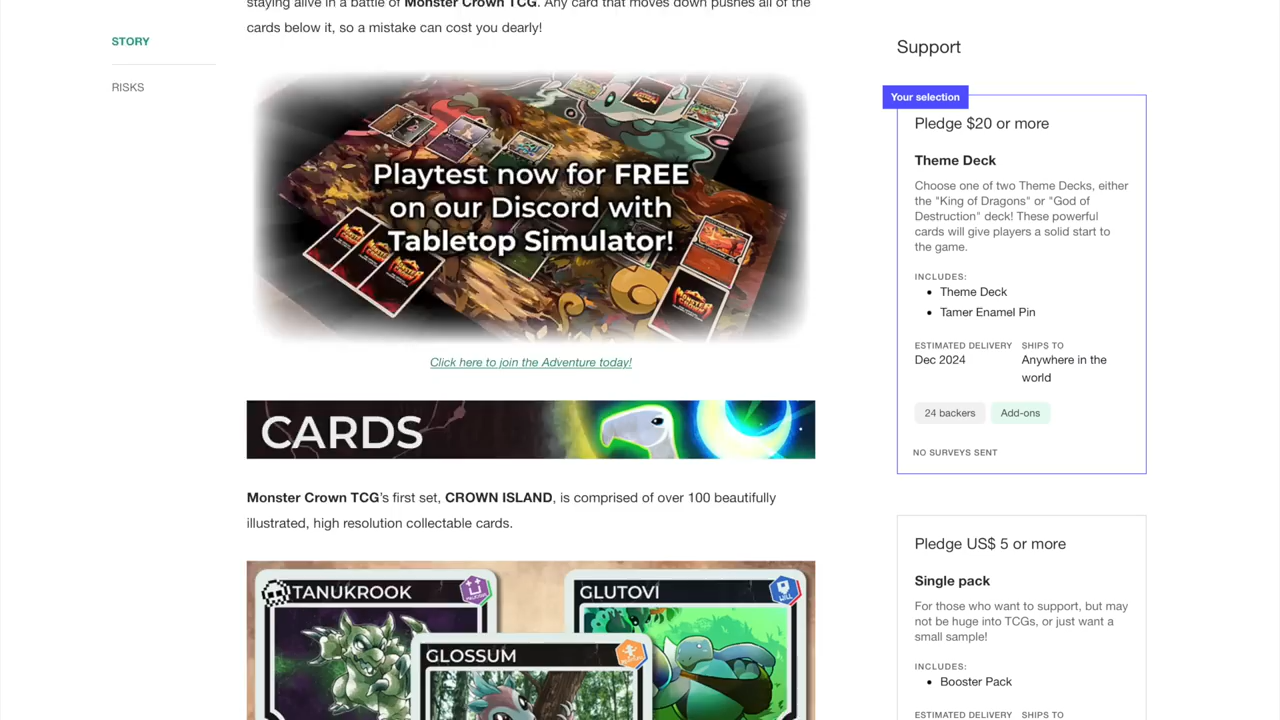 staying alive in a battle of Monster Crown TCG. Any card that moves down pushes all of the
cards below it, so a mistake can cost you dearly!
STORY
RISKS
Playtest now for FREE
on our Discord with
Tabletop Simulator!
Click here to join the Adventure today!
CARDS
Monster Crown TCG's first set, CROWN ISLAND, is comprised of over 100 beautifully
illustrated, high resolution collectable cards.
TANUKROOK
GLUTOVI
WILL
GLOSSUM
Support
Your selection
Pledge $20 or more
Theme Deck
Choose one of two Theme Decks, either
the "King of Dragons" or "God of
Destruction" deck! These powerful
cards will give players a solid start to
the game.
INCLUDES:
• Theme Deck
• Tamer Enamel Pin
ESTIMATED DELIVERY
Dec 2024
SHIPS TO
Anywhere in the
world
24 backers
Add-ons
NO SURVEYS SENT
Pledge US$ 5 or more
Single pack
For those who want to support, but may
not be huge into TCGs, or just want a
small sample!
INCLUDES:
• Booster Pack
ESTIMATED DELIVERY
SHIPS TO